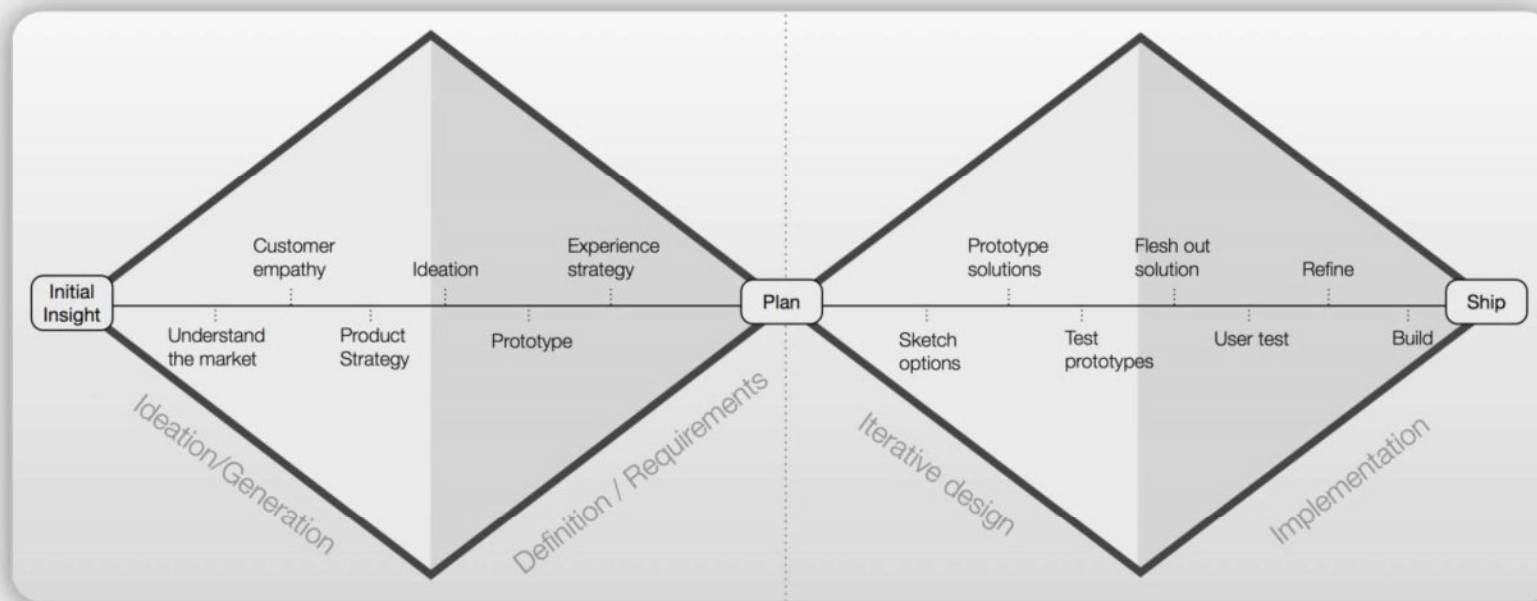 Initial
Insight
Understand
the market
Customer
empathy
Product
Strategy
Ideation
Prototype
Experience
strategy
Plan
Sketch
options
Prototype
solutions
Test
prototypes
Flesh out
solution
User test
Refine
Build
Ship
Ideation/Generation
Definition / Requirements
Iterative design
Implementation